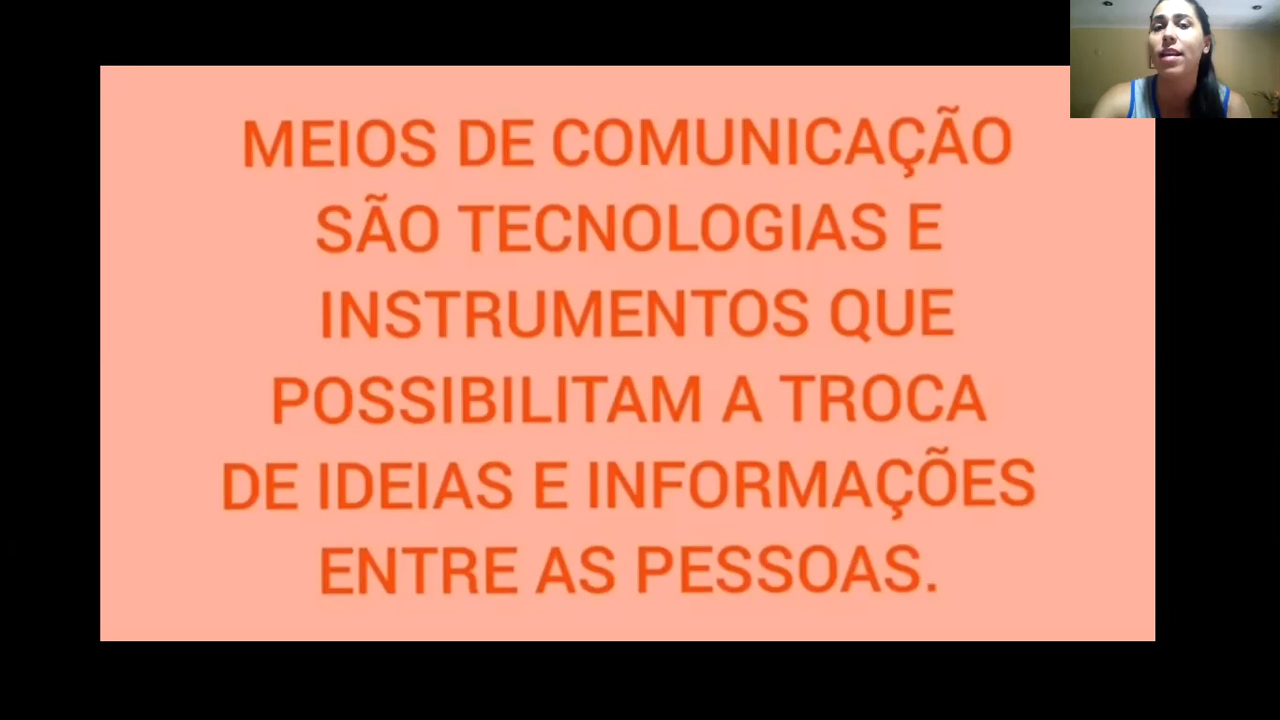 MEIOS DE COMUNICAÇÃO
SÃO TECNOLOGIAS E
INSTRUMENTOS QUE
POSSIBILITAM A TROCA
DE IDEIAS E INFORMAÇÕES
ENTRE AS PESSOAS.